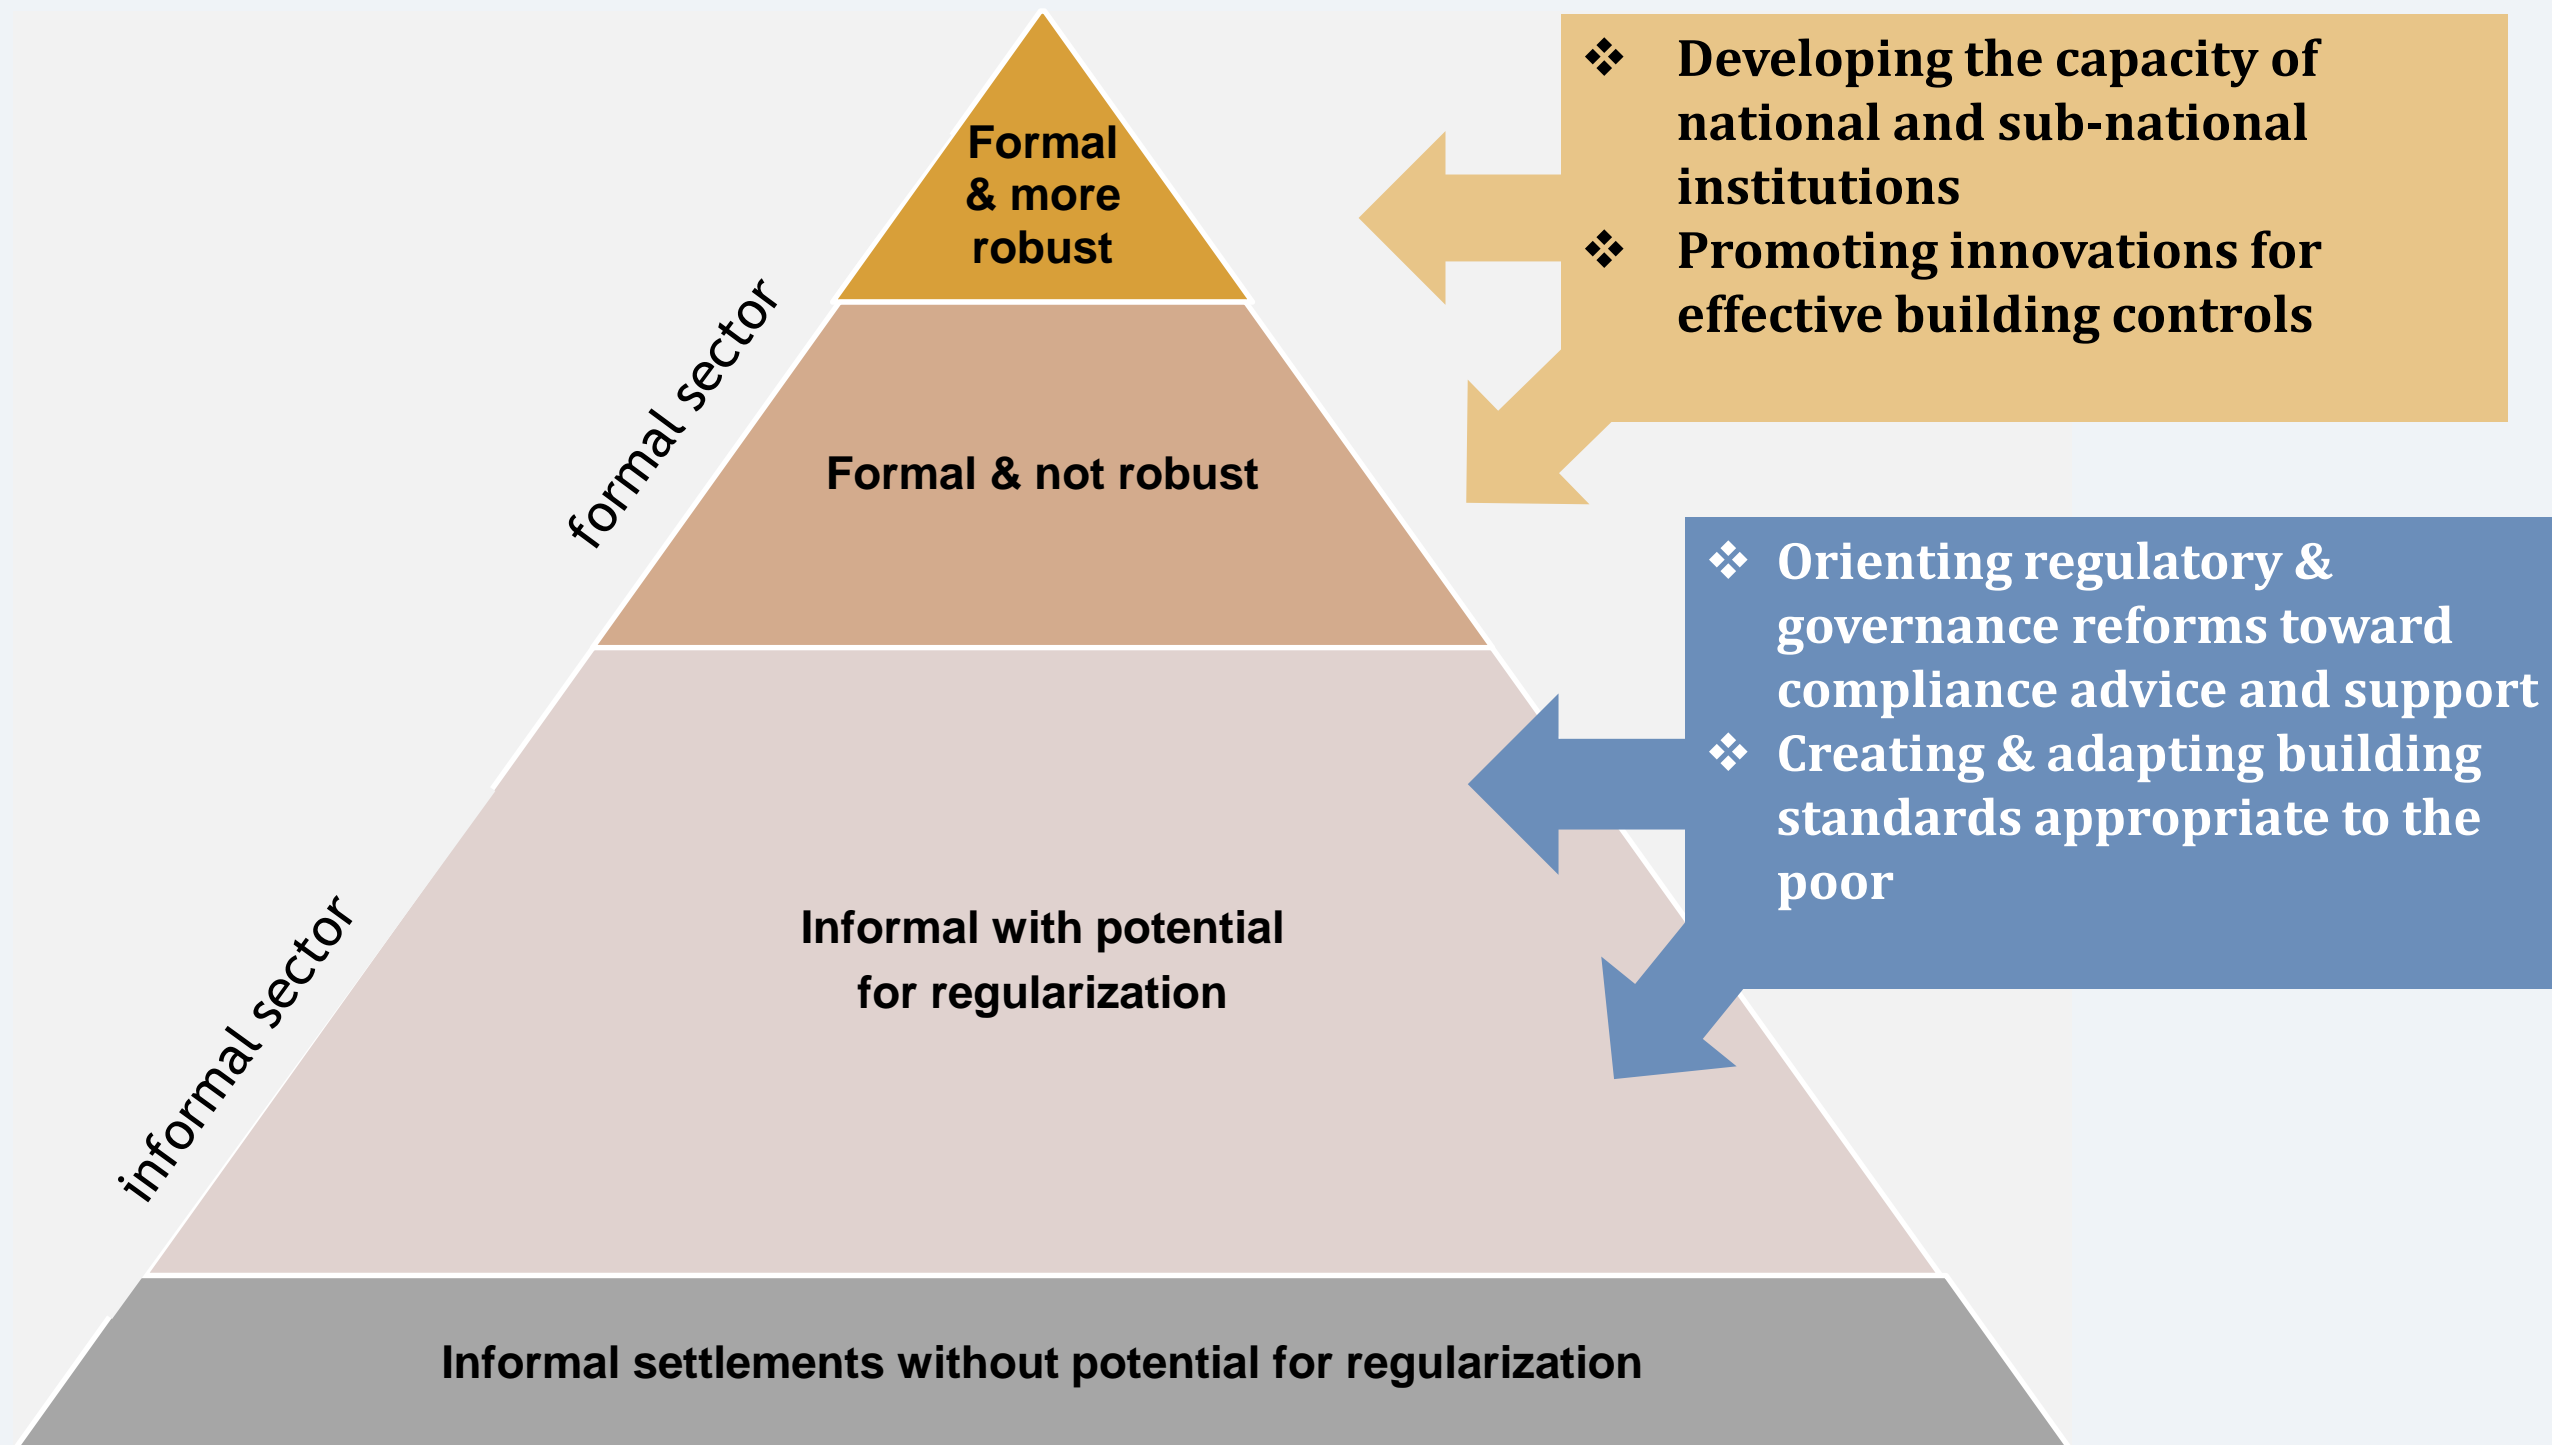 Formal
& more
robust
Formal & not robust
Informal with potential
for regularization
Informal settlements without potential for regularization
formal sector
informal sector
❖ Developing the capacity of
national and sub-national
institutions
❖ Promoting innovations for
effective building controls
❖ Orienting regulatory &
governance reforms toward
compliance advice and support
❖ Creating & adapting building
standards appropriate to the
poor